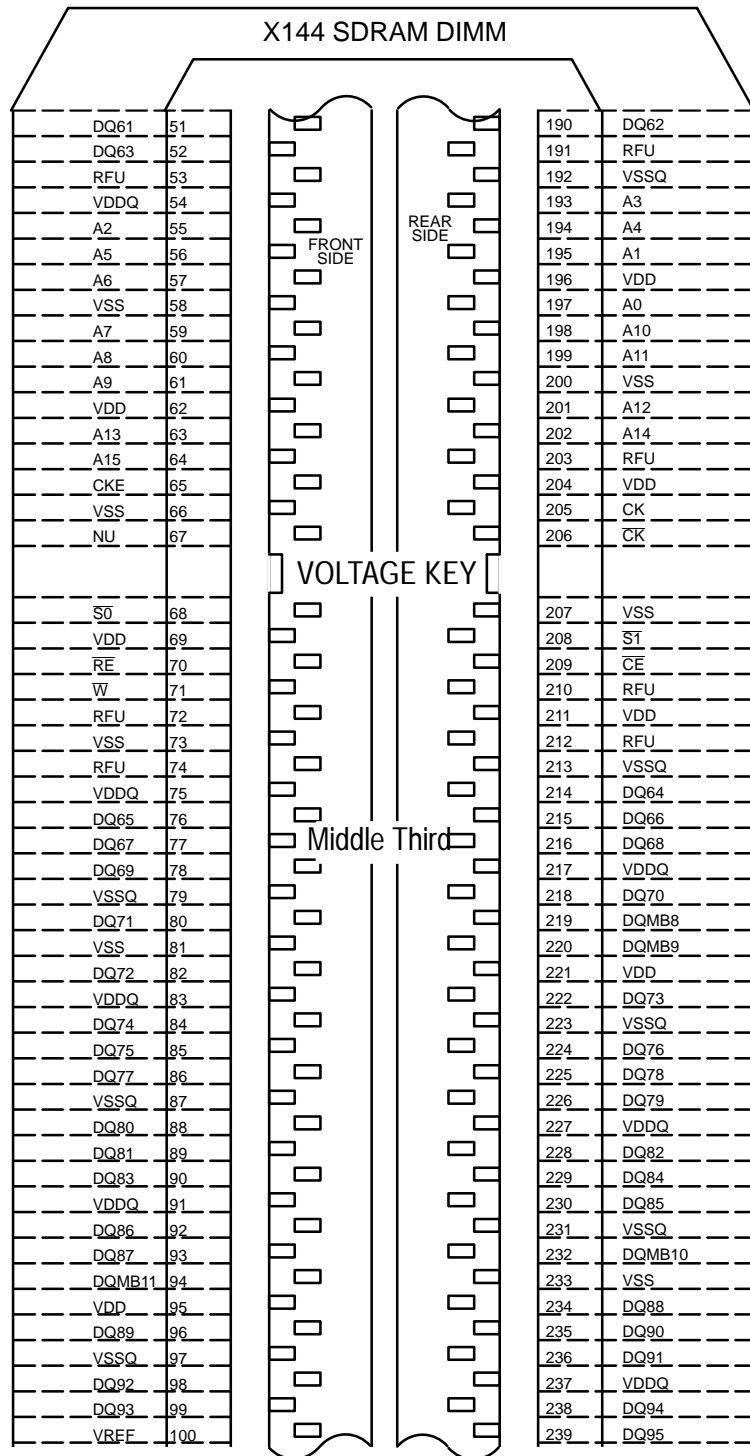 X144 SDRAM DIMM
DQ61 51 190 DQ62
DQ63 52 191 RFU
RFU 53 192 VSSQ
VDDQ 54 193 A3
A2 55 194 A4
A5 56 195 A1
FRONT SIDE
REAR SIDE
A6 57 196 VDD
VSS 58 197 A0
A7 59 198 A10
A8 60 199 A11
A9 61 200 VSS
VDD 62 201 A12
A13 63 202 A14
A15 64 203 RFU
CKE 65 204 VDD
VSS 66 205 CK
NU 67 206 C̅K̅
VOLTAGE KEY
S̅0̅ 68 207 VSS
VDD 69 208 S̅1̅
R̅E̅ 70 209 C̅E̅
W̅ 71 210 RFU
RFU 72 211 VDD
VSS 73 212 RFU
RFU 74 213 VSSQ
VDDQ 75 214 DQ64
DQ65 76 215 DQ66
DQ67 77 Middle Third 216 DQ68
DQ69 78 217 VDDQ
VSSQ 79 218 DQ70
DQ71 80 219 DQMB8
VSS 81 220 DQMB9
DQ72 82 221 VDD
VDDQ 83 222 DQ73
DQ74 84 223 VSSQ
DQ75 85 224 DQ76
DQ77 86 225 DQ78
VSSQ 87 226 DQ79
DQ80 88 227 VDDQ
DQ81 89 228 DQ82
DQ83 90 229 DQ84
VDDQ 91 230 DQ85
DQ86 92 231 VSSQ
DQ87 93 232 DQMB10
DQMB11 94 233 VSS
VDD 95 234 DQ88
DQ89 96 235 DQ90
VSSQ 97 236 DQ91
DQ92 98 237 VDDQ
DQ93 99 238 DQ94
VREF 100 239 DQ95